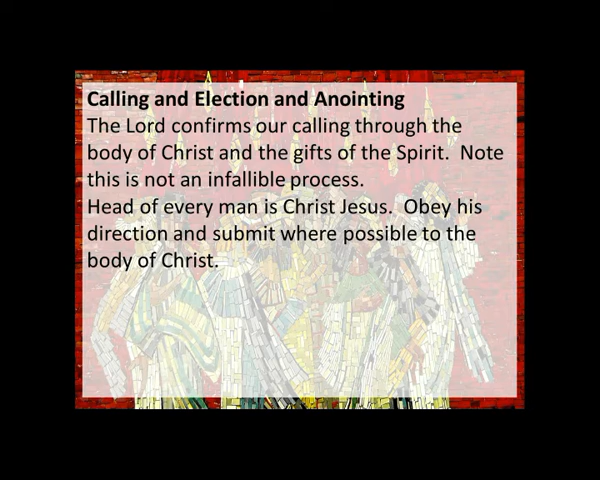 Calling and Election and Anointing
The Lord confirms our calling through the
body of Christ and the gifts of the Spirit.  Note
this is not an infallible process.
Head of every man is Christ Jesus.  Obey his
direction and submit where possible to the
body of Christ.